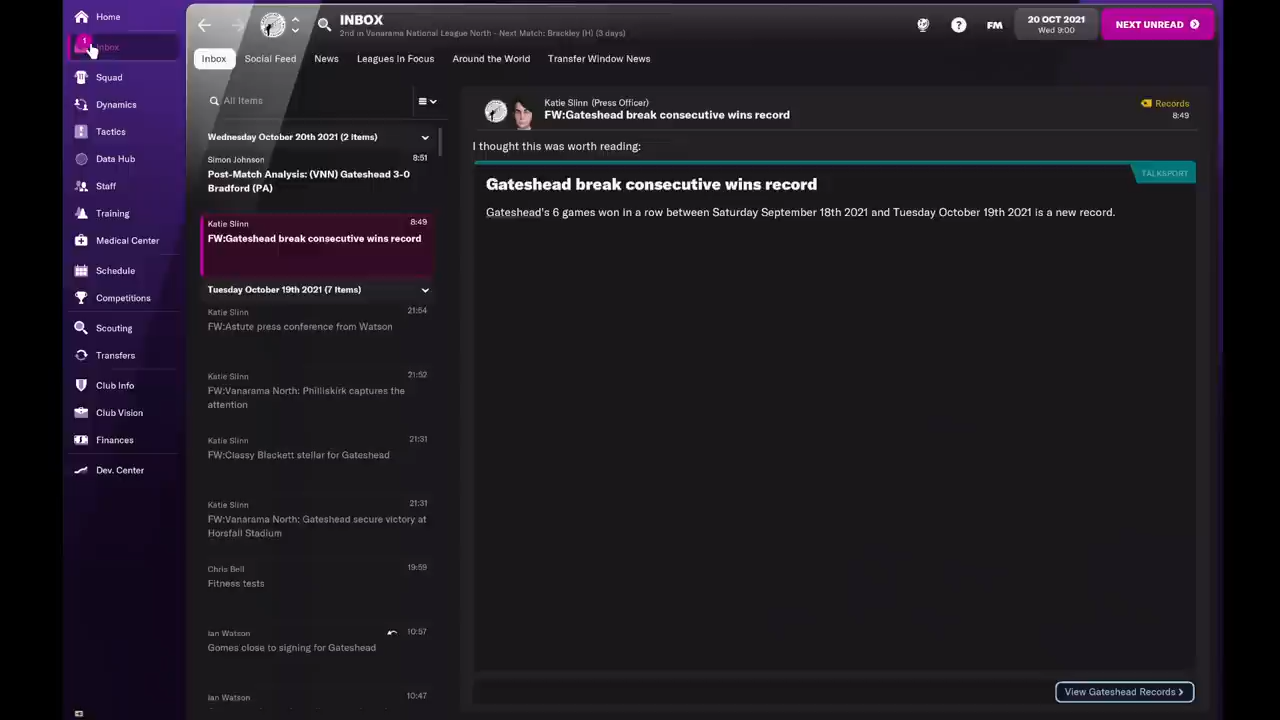 Home
1
Inbox
Squad
Dynamics
Tactics
Data Hub
Staff
Training
Medical Center
Schedule
Competitions
Scouting
Transfers
Club Info
Club Vision
Finances
Dev. Center
INBOX
2nd in Vanarama National League North - Next Match: Brackley (H) (3 days)
?
FM
20 OCT 2021
Wed 9:00
NEXT UNREAD
Inbox
Social Feed
News
Leagues In Focus
Around the World
Transfer Window News
All Items
Wednesday October 20th 2021 (2 Items)
Simon Johnson
8:51
Post-Match Analysis: (VNN) Gateshead 3-0
Bradford (PA)
Katie Slinn
8:49
FW:Gateshead break consecutive wins record
Tuesday October 19th 2021 (7 Items)
Katie Slinn
21:54
FW:Astute press conference from Watson
Katie Slinn
21:52
FW:Vanarama North: Philliskirk captures the
attention
Katie Slinn
21:31
FW:Classy Blackett stellar for Gateshead
Katie Slinn
21:31
FW:Vanarama North: Gateshead secure victory at
Horsfall Stadium
Chris Bell
19:59
Fitness tests
Ian Watson
10:57
Gomes close to signing for Gateshead
Ian Watson
10:47
Katie Slinn (Press Officer)
FW:Gateshead break consecutive wins record
Records
8:49
I thought this was worth reading:
TALKSPORT
Gateshead break consecutive wins record
Gateshead's 6 games won in a row between Saturday September 18th 2021 and Tuesday October 19th 2021 is a new record.
View Gateshead Records >